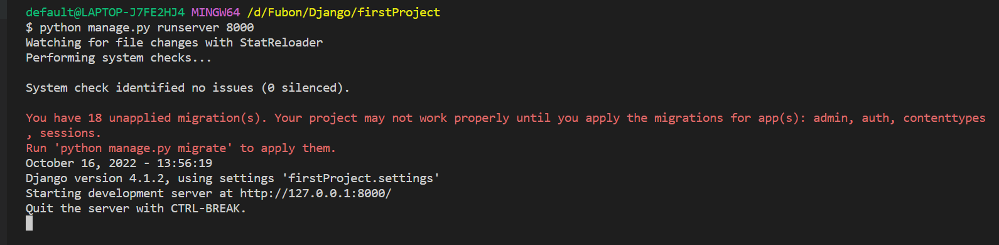 default@LAPTOP-J7FE2HJ4 MINGW64 /d/Fubon/Django/firstProject
$ python manage.py runserver 8000
Watching for file changes with StatReloader
Performing system checks...
System check identified no issues (0 silenced).
You have 18 unapplied migration(s). Your project may not work properly until you apply the migrations for app(s): admin, auth, contenttypes
, sessions.
Run 'python manage.py migrate' to apply them.
October 16, 2022 - 13:56:19
Django version 4.1.2, using settings 'firstProject.settings'
Starting development server at http://127.0.0.1:8000/
Quit the server with CTRL-BREAK.